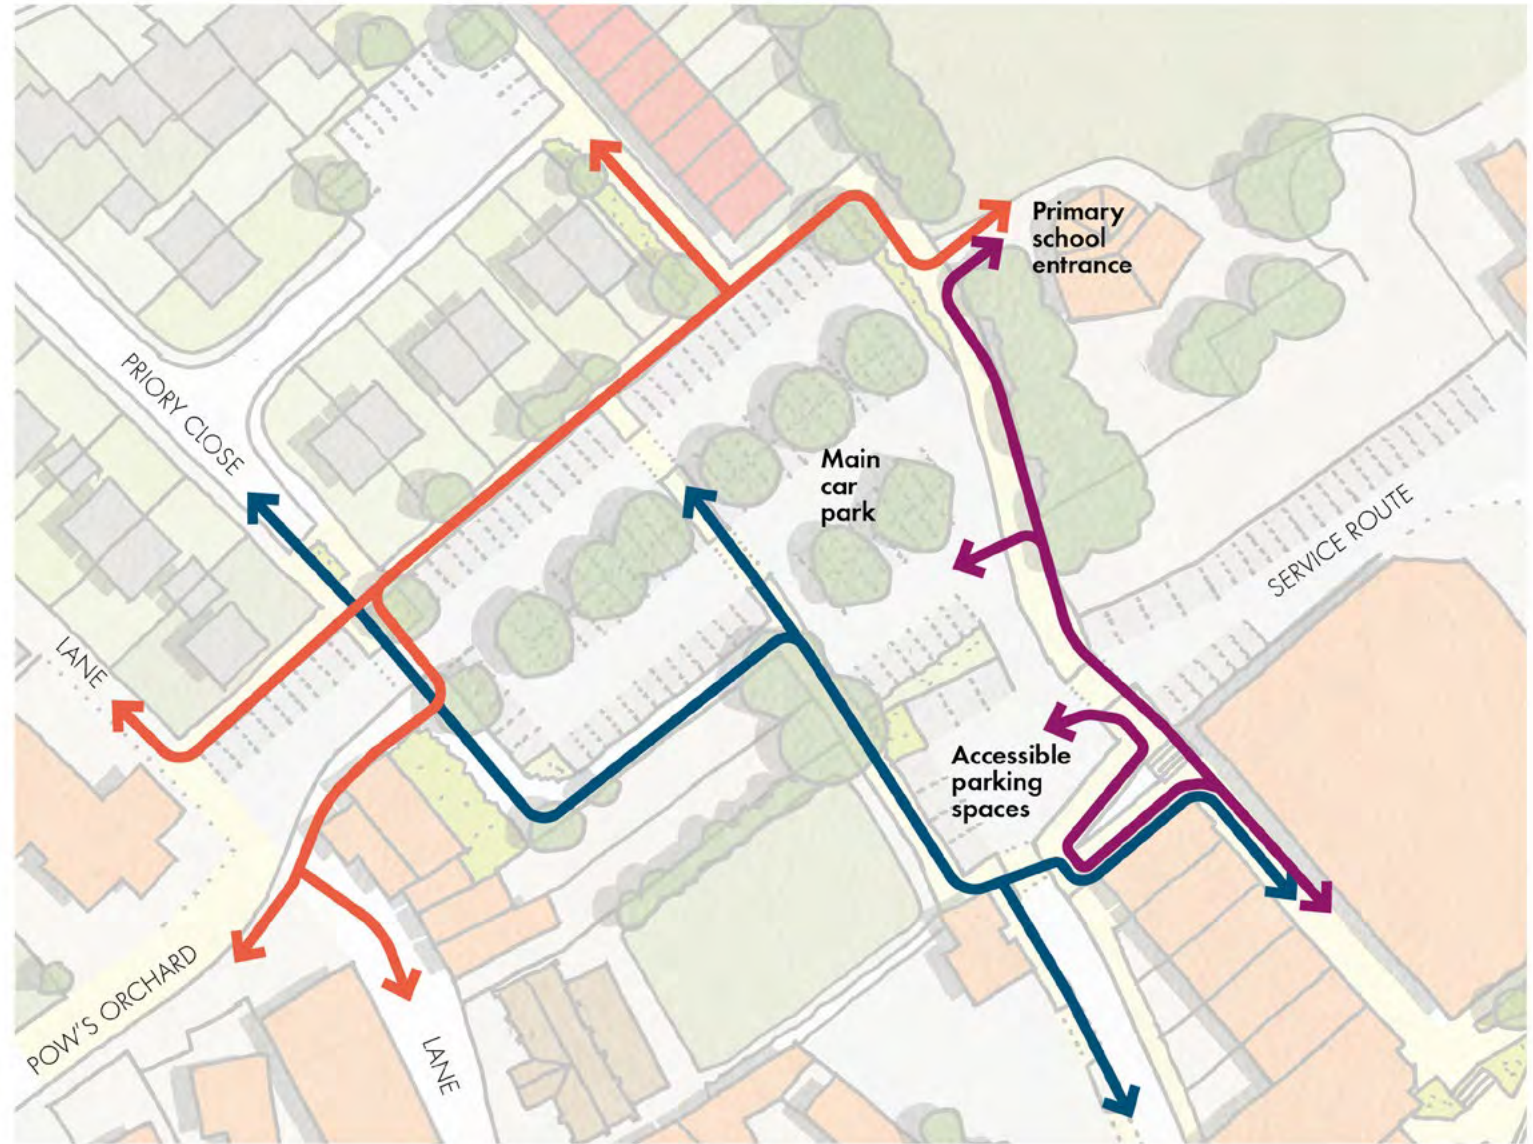 Primary
school
entrance
PRIORY CLOSE
Main
car
park
SERVICE ROUTE
LANE
Accessible
parking
spaces
POW'S ORCHARD
LANE